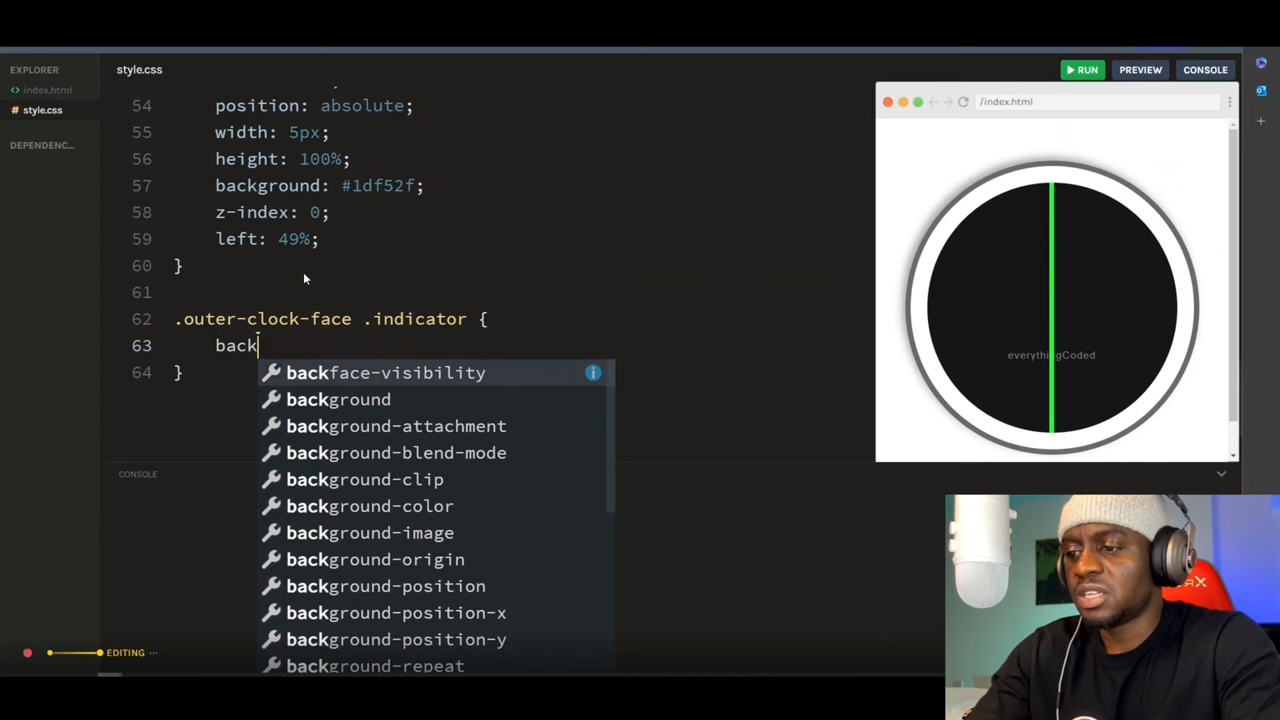 EXPLORER
index.html
style.css
DEPENDENC...
style.css
RUN
PREVIEW
CONSOLE
54 position: absolute;
55 width: 5px;
56 height: 100%;
57 background: #1df52f;
58 z-index: 0;
59 left: 49%;
60 }
61
62 .outer-clock-face .indicator {
63 back
64 }
backface-visibility
background
background-attachment
background-blend-mode
background-clip
background-color
background-image
background-origin
background-position
background-position-x
background-position-y
background-repeat
CONSOLE
EDITING ...
/index.html
everythingCoded